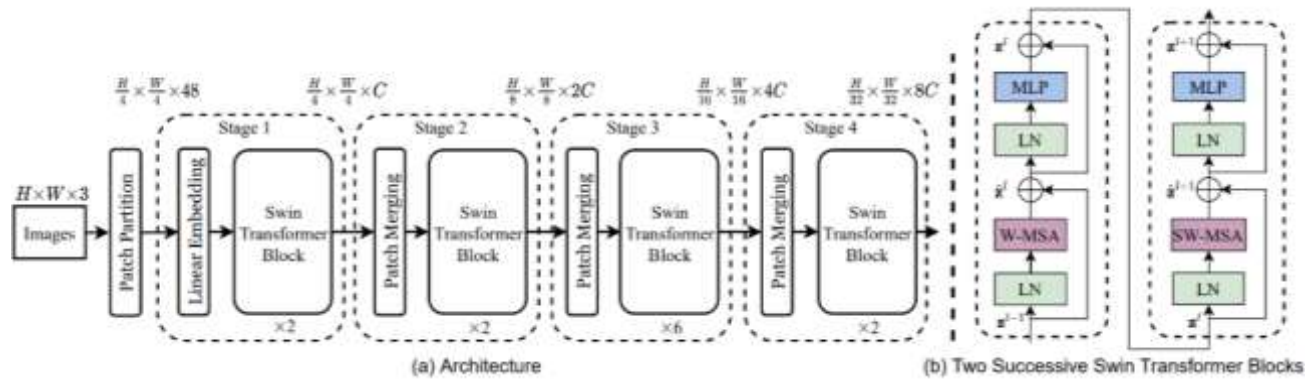 H/4 × W/4 × 48
H/4 × W/4 × C
H/8 × W/8 × 2C
H/16 × W/16 × 4C
H/32 × W/32 × 8C
Stage 1
Stage 2
Stage 3
Stage 4
H×W×3
Images
Patch Partition
Linear Embedding
Swin
Transformer
Block
×2
Patch Merging
Swin
Transformer
Block
×2
Patch Merging
Swin
Transformer
Block
×6
Patch Merging
Swin
Transformer
Block
×2
(a) Architecture
z^l
MLP
LN
ẑ^l
W-MSA
LN
z^{l-1}
MLP
LN
SW-MSA
LN
z^l
(b) Two Successive Swin Transformer Blocks